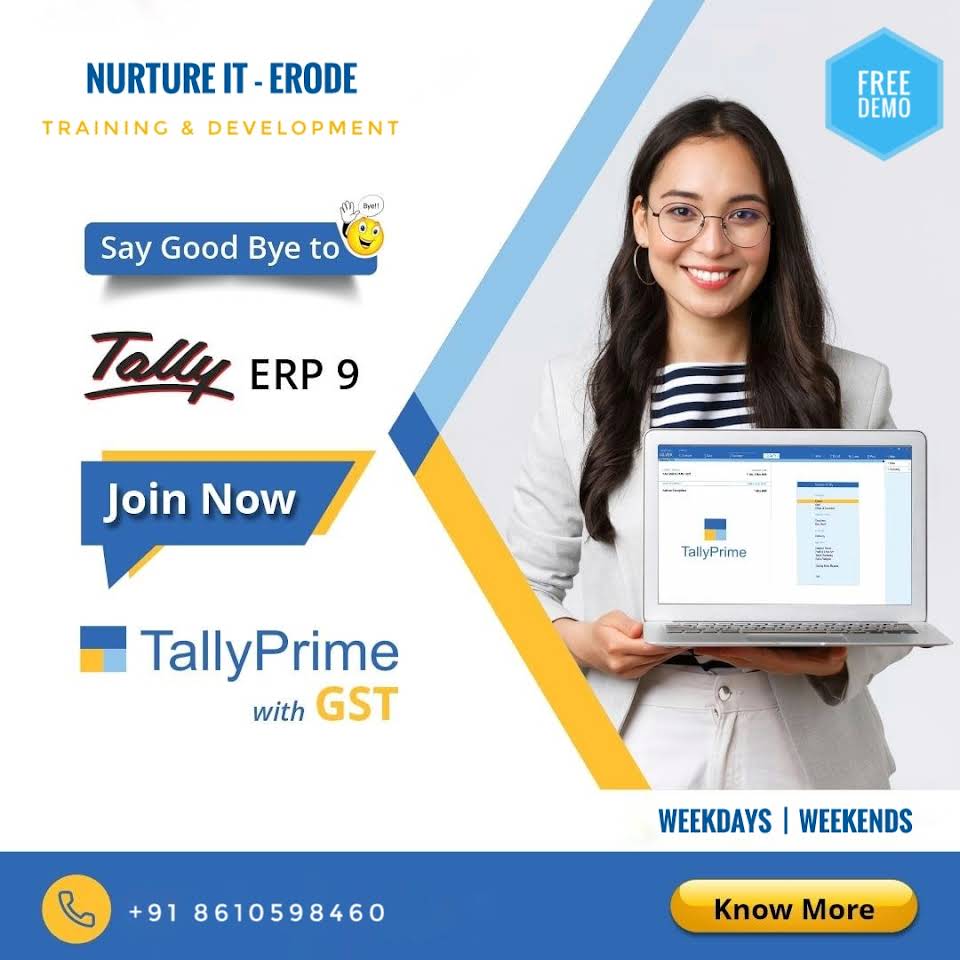 NURTURE IT - ERODE
TRAINING & DEVELOPMENT
FREE
DEMO
Bye!!
Say Good Bye to
Tally ERP 9
Join Now
TallyPrime
with GST
TallyPrime
WEEKDAYS | WEEKENDS
+91 8610598460
Know More